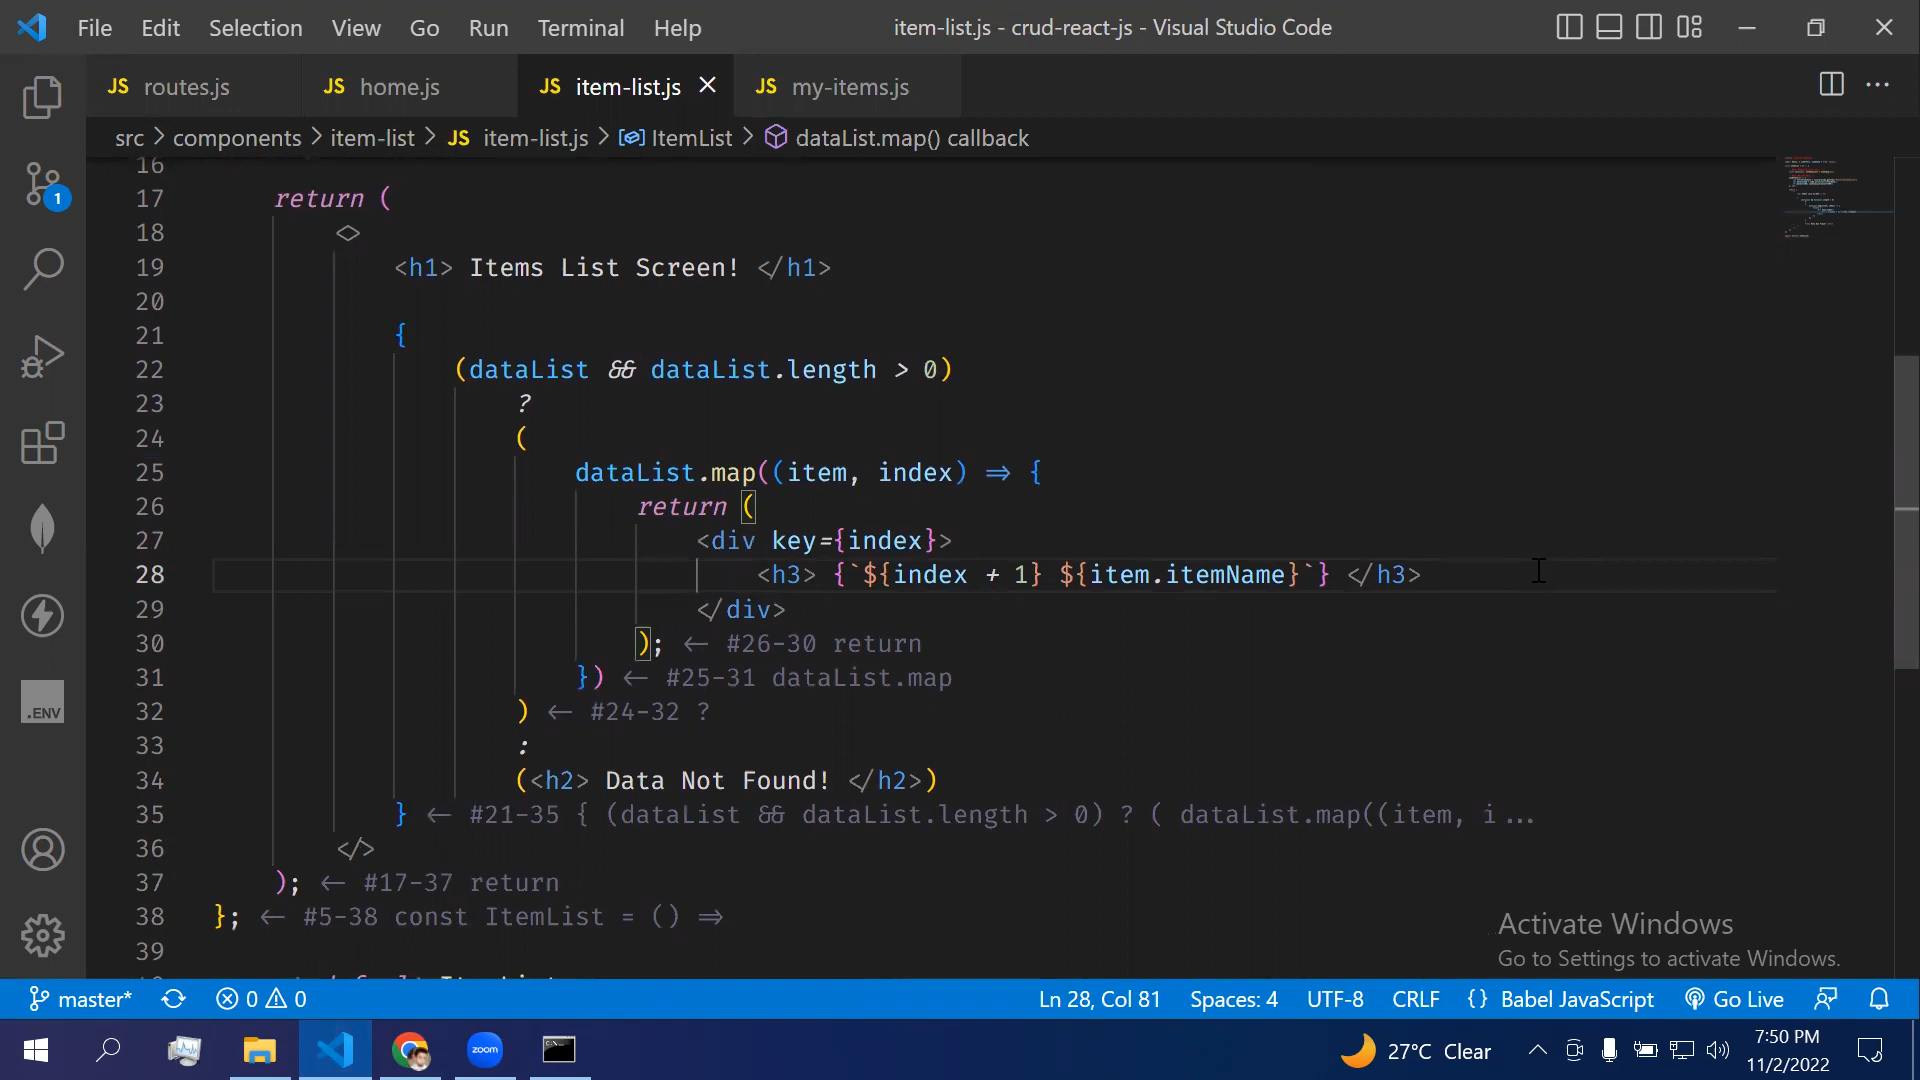 File Edit Selection View Go Run Terminal Help item-list.js - crud-react-js - Visual Studio Code
JS routes.js JS home.js JS item-list.js JS my-items.js
src > components > item-list > JS item-list.js > ItemList > dataList.map() callback
16
17 return (
18 <>
19 <h1> Items List Screen! </h1>
20
21 {
22 (dataList && dataList.length > 0)
23 ?
24 (
25 dataList.map((item, index) => {
26 return (
27 <div key={index}>
28 <h3> {`${index + 1} ${item.itemName}`} </h3>
29 </div>
30 ); <- #26-30 return
31 }) <- #25-31 dataList.map
32 ) <- #24-32 ?
33 :
34 (<h2> Data Not Found! </h2>)
35 } <- #21-35 { (dataList && dataList.length > 0) ? ( dataList.map((item, i ...
36 </>
37 ); <- #17-37 return
38 }; <- #5-38 const ItemList = () =>
39
1
.ENV
Activate Windows
Go to Settings to activate Windows.
master* 0 0 Ln 28, Col 81 Spaces: 4 UTF-8 CRLF {} Babel JavaScript Go Live
zoom 27°C Clear 7:50 PM
11/2/2022